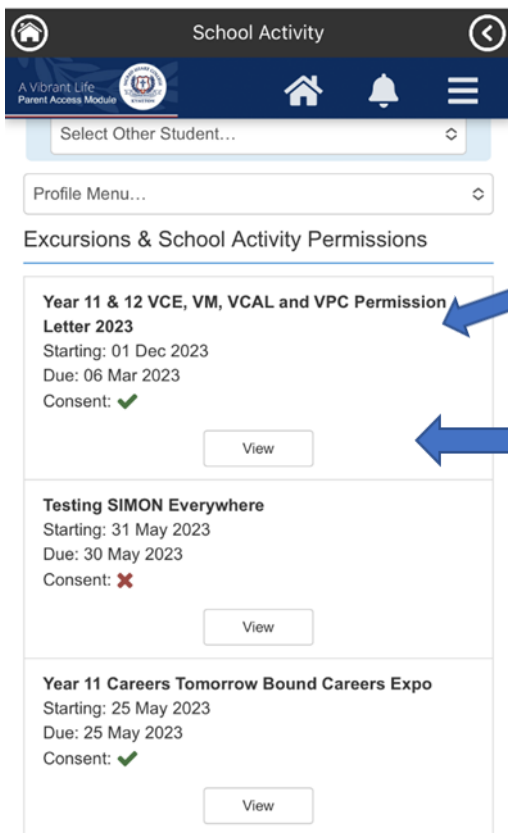 School Activity
A Vibrant Life
Parent Access Module
Select Other Student...
Profile Menu...
Excursions & School Activity Permissions
Year 11 & 12 VCE, VM, VCAL and VPC Permission
Letter 2023
Starting: 01 Dec 2023
Due: 06 Mar 2023
Consent:
View
Testing SIMON Everywhere
Starting: 31 May 2023
Due: 30 May 2023
Consent:
View
Year 11 Careers Tomorrow Bound Careers Expo
Starting: 25 May 2023
Due: 25 May 2023
Consent:
View